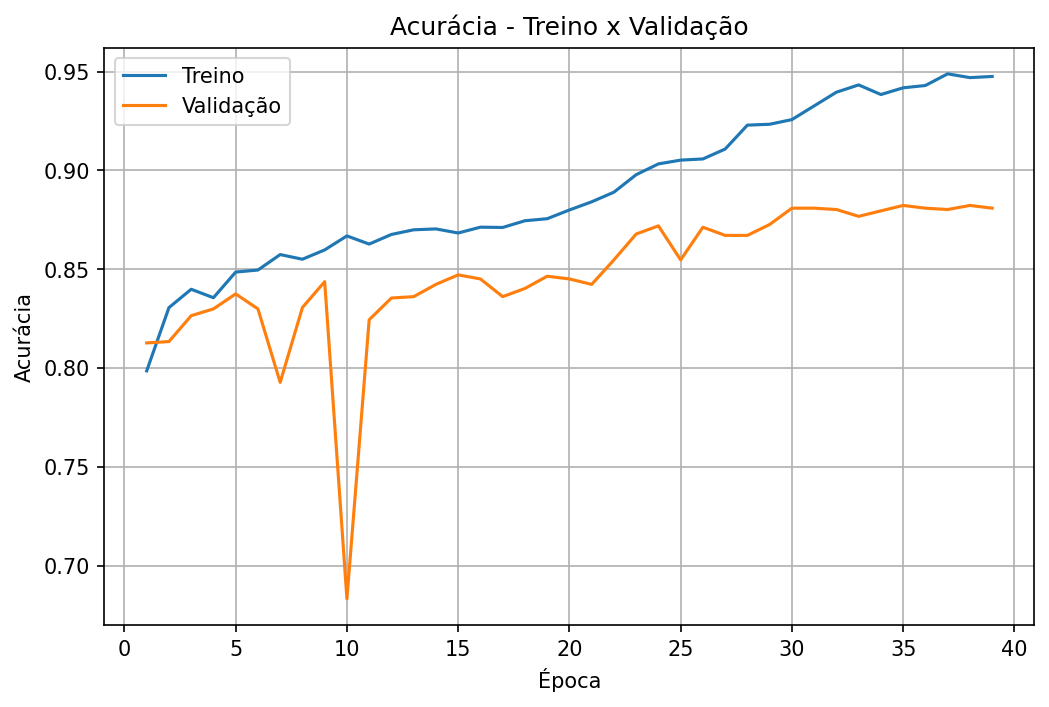 Acurácia - Treino x Validação
Treino
Validação
0.95
0.90
0.85
0.80
0.75
0.70
Acurácia
0 5 10 15 20 25 30 35 40
Época